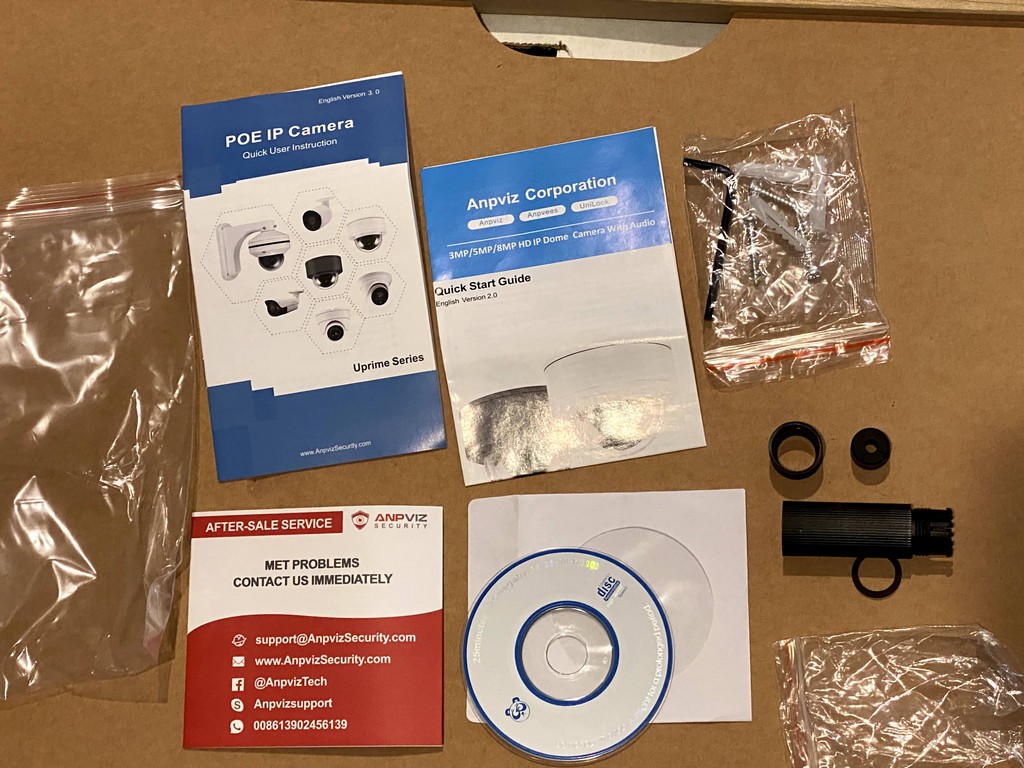 English Version 3.0
POE IP Camera
Quick User Instruction
Uprime Series
www.AnpvizSecurity.com
Anpviz Corporation
Anpviz
Anpvees
UniLock
3MP/5MP/8MP HD IP Dome Camera With Audio
Quick Start Guide
English Version 2.0
AFTER-SALE SERVICE
ANPVIZ
SECURITY
MET PROBLEMS
CONTACT US IMMEDIATELY
support@AnpvizSecurity.com
www.AnpvizSecurity.com
@AnpvizTech
Anpvizsupport
008613902456139
disc
25minutes